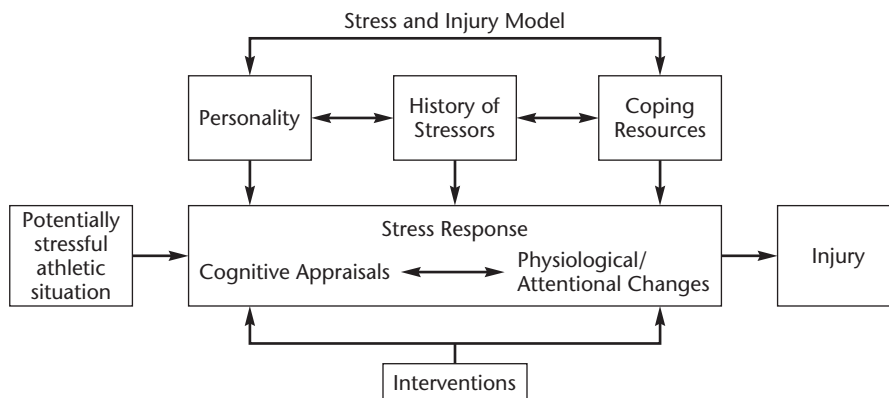 Stress and Injury Model
Personality
History of
Stressors
Coping
Resources
Potentially
stressful
athletic
situation
Stress Response
Cognitive Appraisals
Physiological/
Attentional Changes
Injury
Interventions